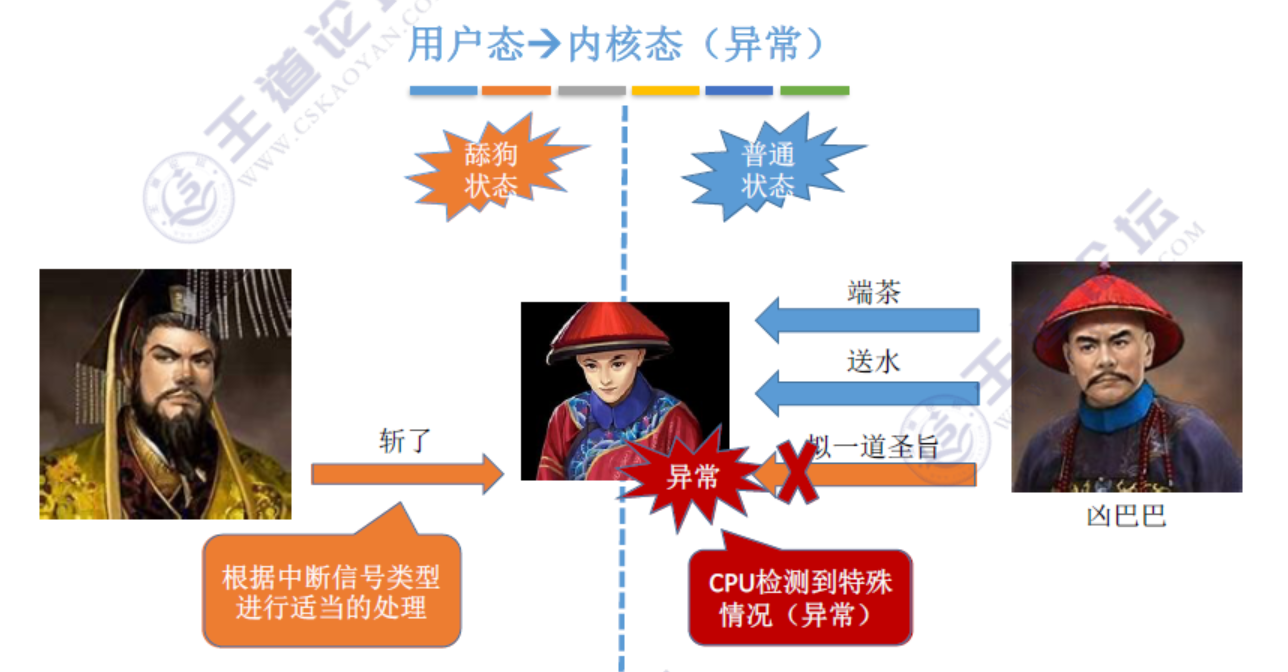 用户态→内核态（异常）
舔狗
状态
普通
状态
端茶
送水
斩了
拟一道圣旨
异常
凶巴巴
根据中断信号类型
进行适当的处理
CPU检测到特殊
情况（异常）
王道论坛
WWW.CSKAOYAN.COM